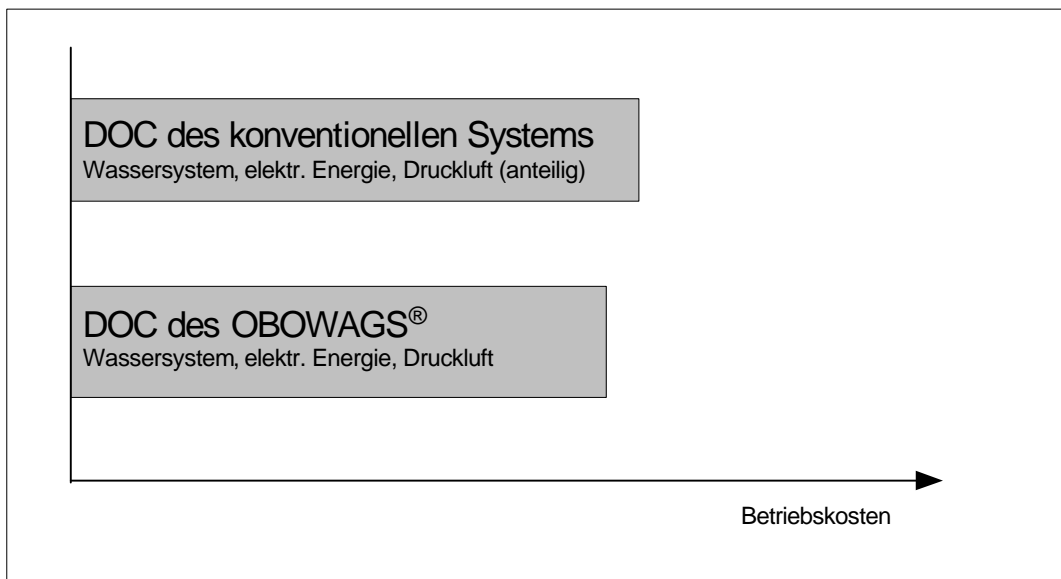 DOC des konventionellen Systems
Wassersystem, elektr. Energie, Druckluft (anteilig)
DOC des OBOWAGS®
Wassersystem, elektr. Energie, Druckluft
Betriebskosten